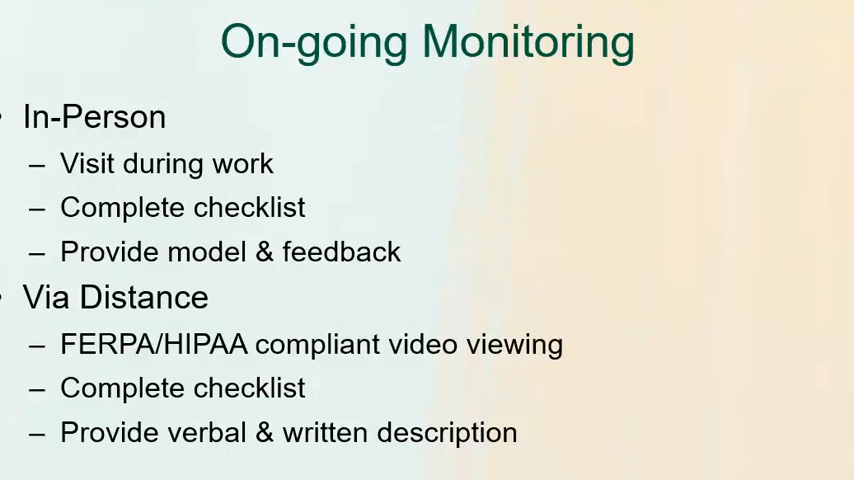 On-going Monitoring
• In-Person
– Visit during work
– Complete checklist
– Provide model & feedback
• Via Distance
– FERPA/HIPAA compliant video viewing
– Complete checklist
– Provide verbal & written description